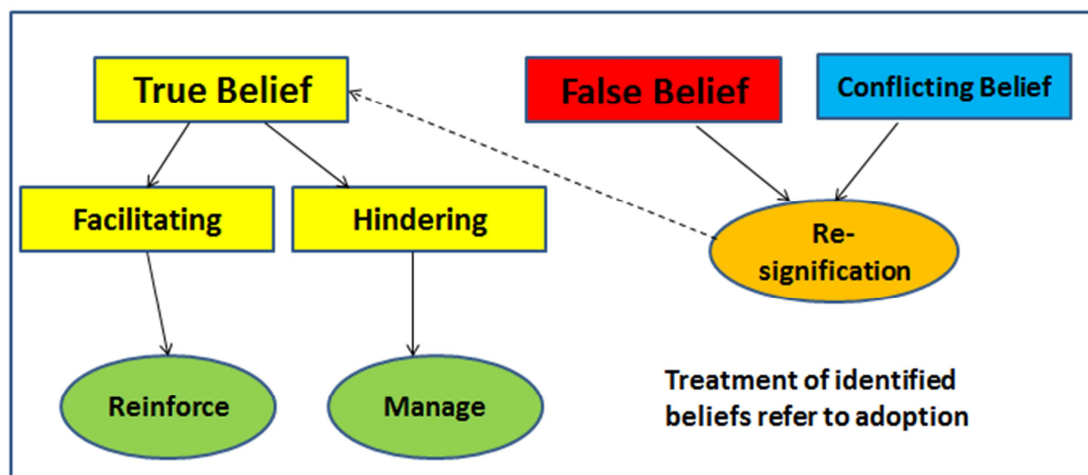 True Belief
False Belief
Conflicting Belief
Facilitating
Hindering
Re-
signification
Reinforce
Manage
Treatment of identified
beliefs refer to adoption